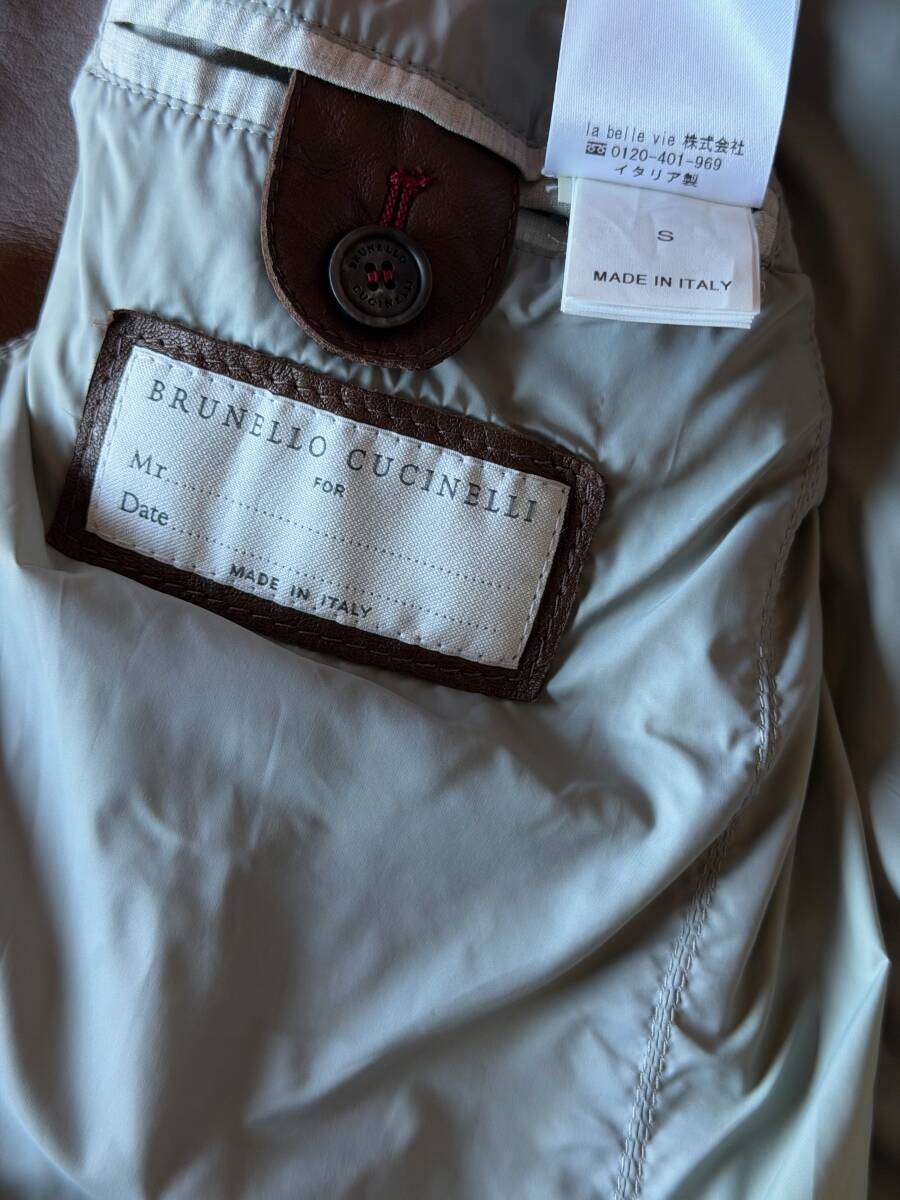 la belle vie 株式会社
☎ 0120-401-969
イタリア製
S
MADE IN ITALY
BRUNELLO
CUCINELLI
BRUNELLO CUCINELLI
FOR
Mr.
Date
MADE IN ITALY